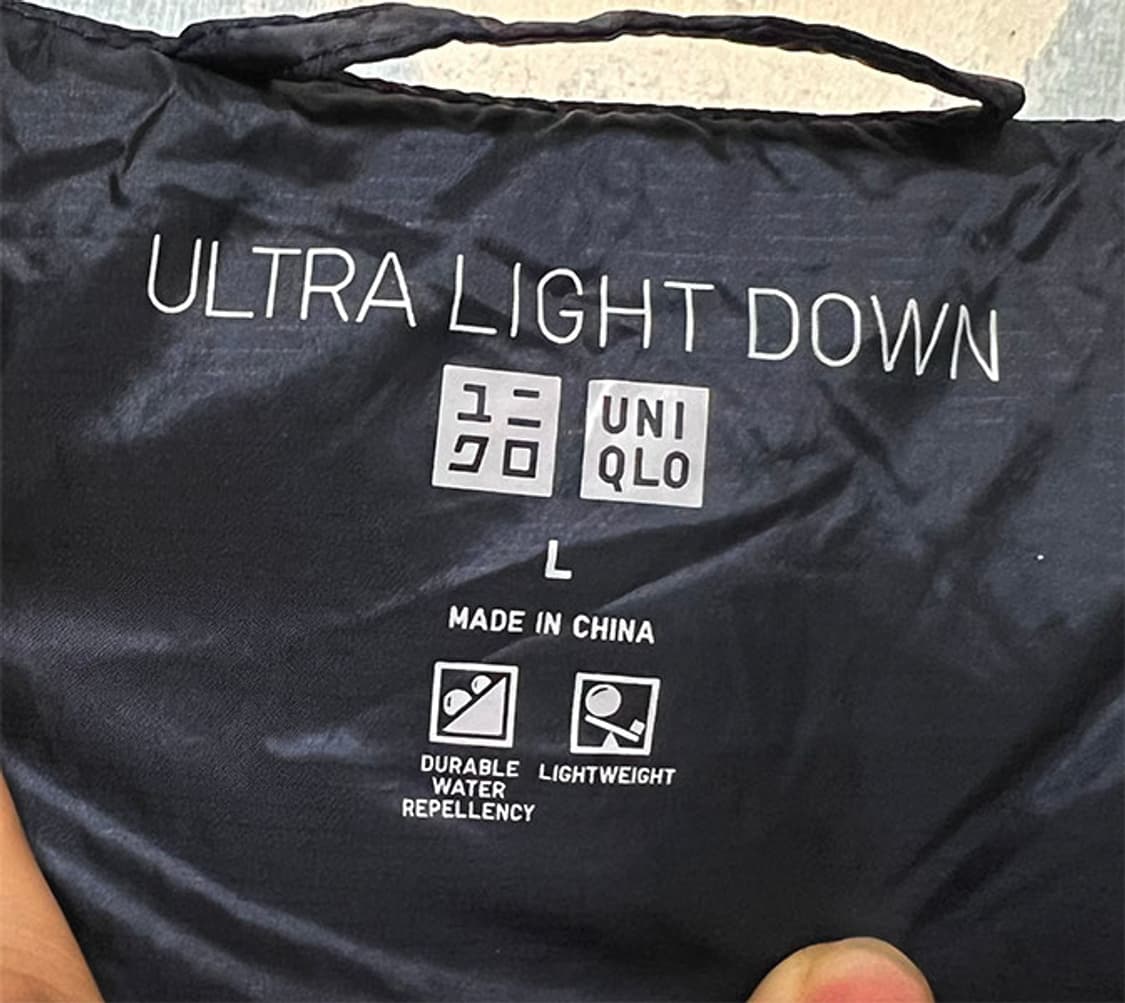 ULTRA LIGHT DOWN
ユニ UNI
クロ QLO
L
MADE IN CHINA
DURABLE LIGHTWEIGHT
WATER
REPELLENCY